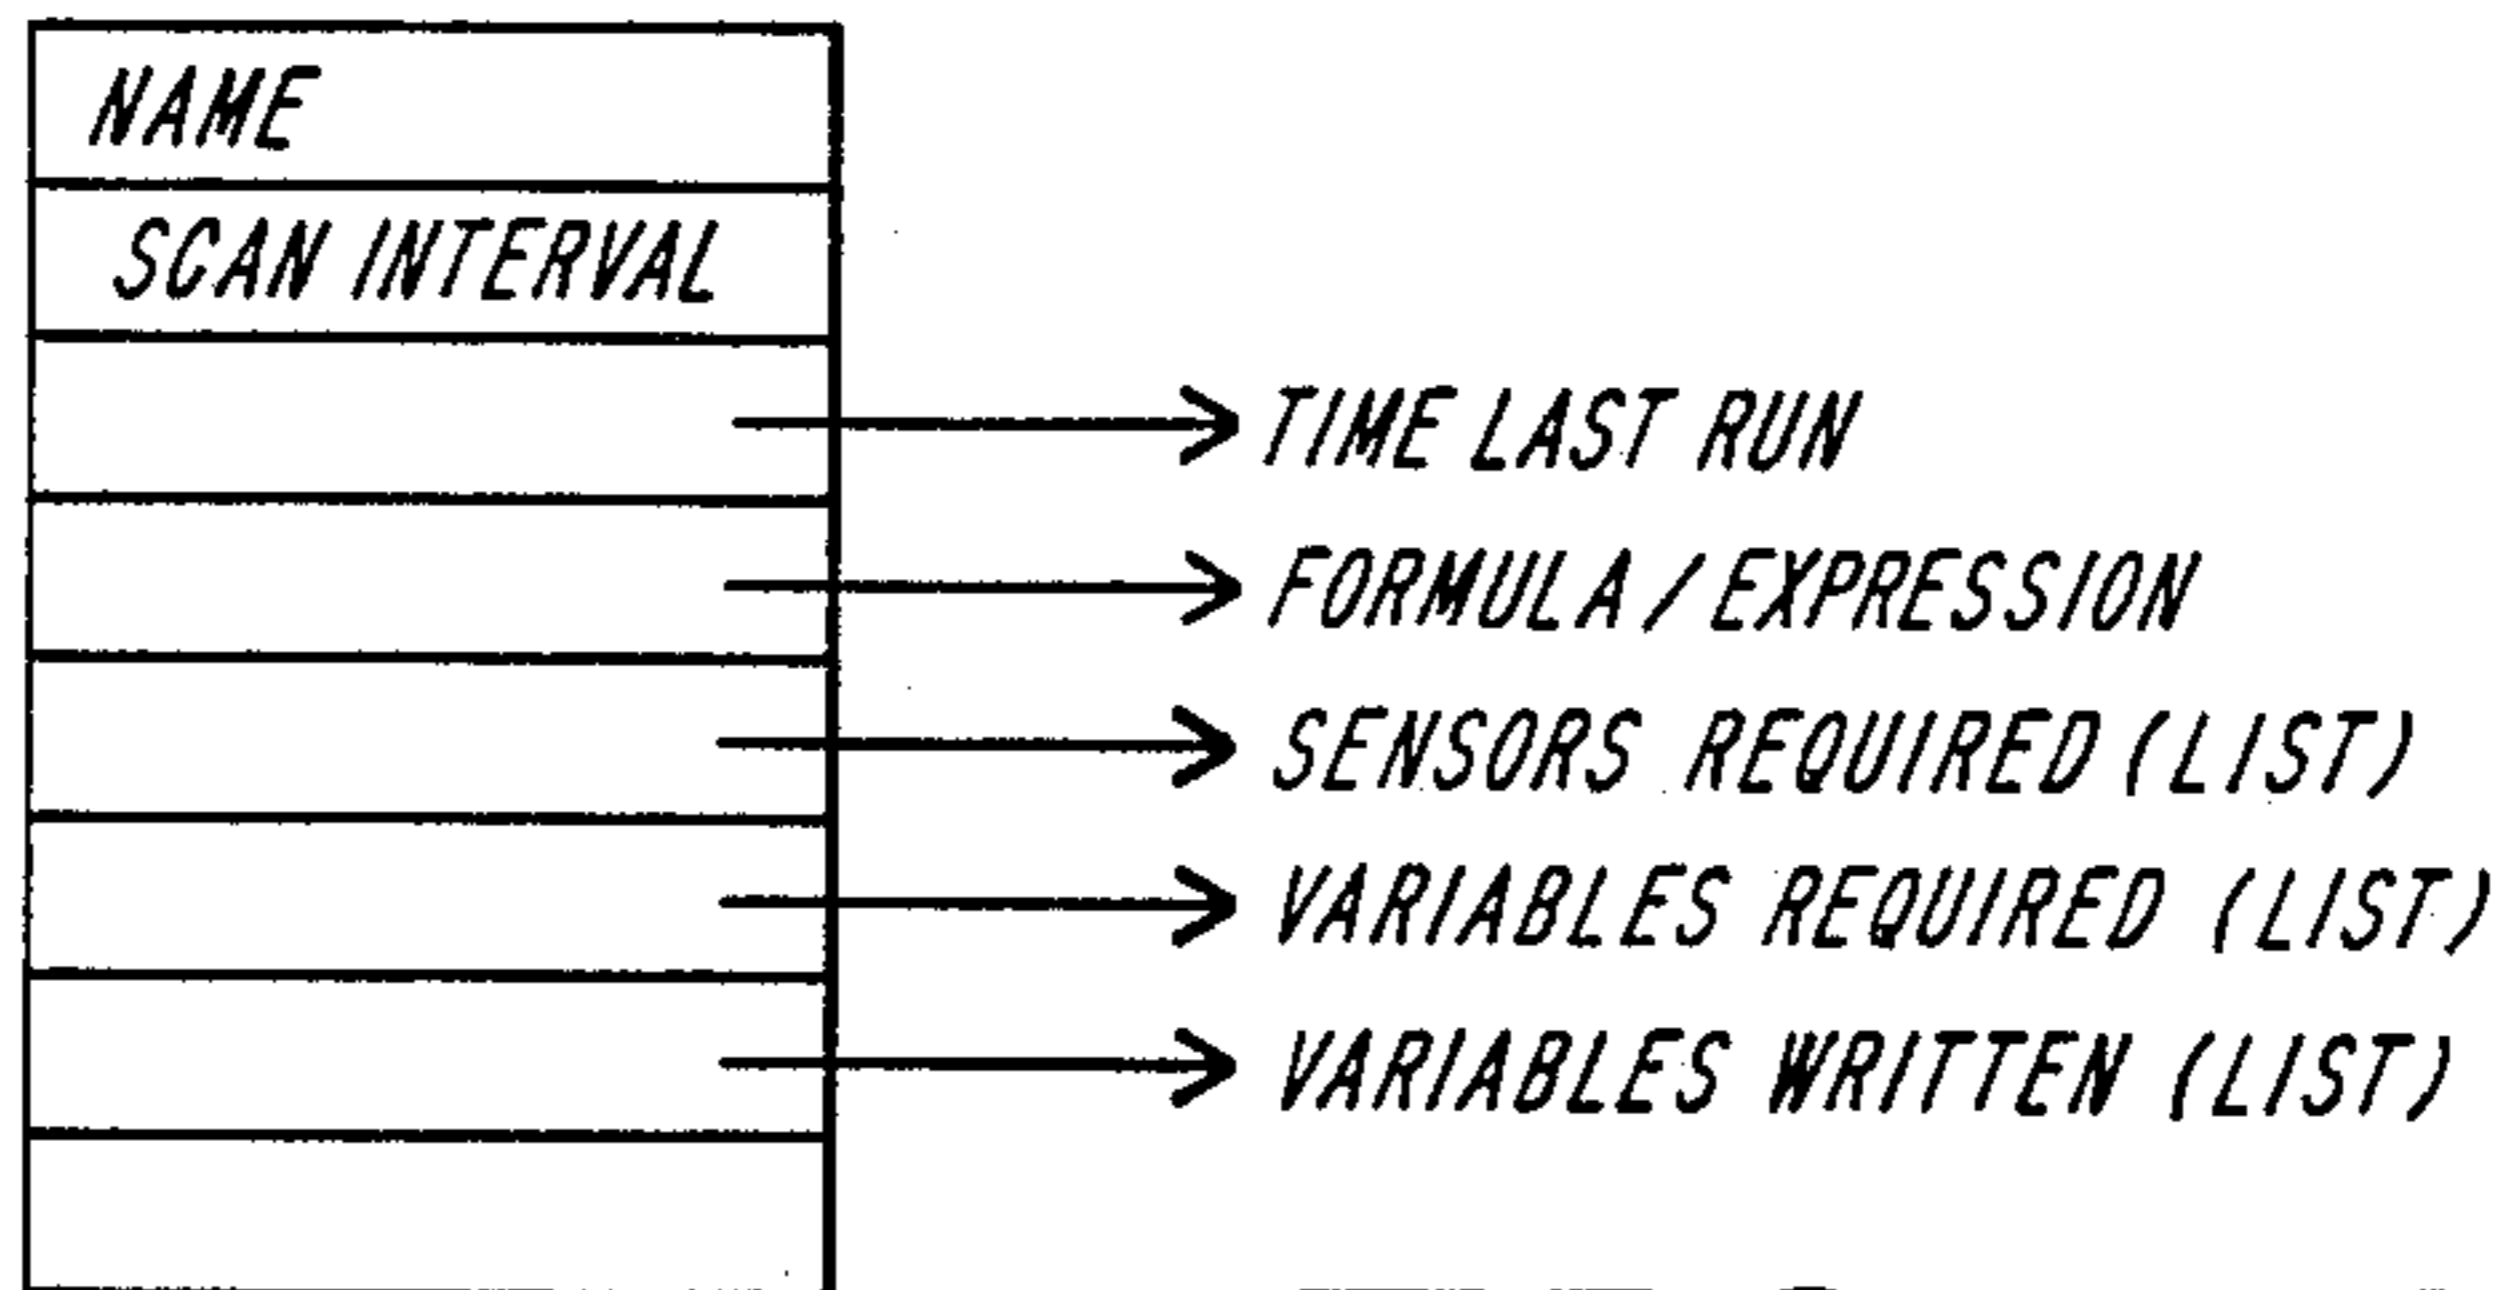 NAME
SCAN INTERVAL
TIME LAST RUN
FORMULA / EXPRESSION
SENSORS REQUIRED (LIST)
VARIABLES REQUIRED (LIST)
VARIABLES WRITTEN (LIST)